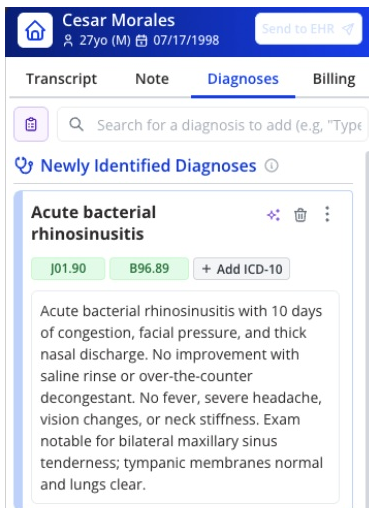 Cesar Morales
Send to EHR
27yo (M) 07/17/1998
Transcript Note Diagnoses Billing
Search for a diagnosis to add (e.g, "Type
Newly Identified Diagnoses
Acute bacterial
rhinosinusitis
J01.90 B96.89 + Add ICD-10
Acute bacterial rhinosinusitis with 10 days
of congestion, facial pressure, and thick
nasal discharge. No improvement with
saline rinse or over-the-counter
decongestant. No fever, severe headache,
vision changes, or neck stiffness. Exam
notable for bilateral maxillary sinus
tenderness; tympanic membranes normal
and lungs clear.